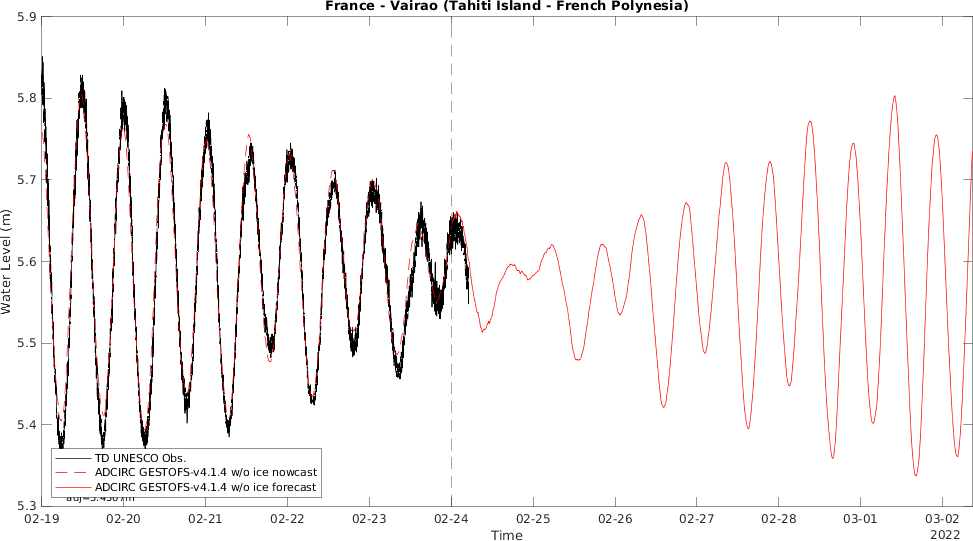 France - Vairao (Tahiti Island - French Polynesia)
5.9
5.8
5.7
5.6
5.5
5.4
5.3
Water Level (m)
TD UNESCO Obs.
ADCIRC GESTOFS-v4.1.4 w/o ice nowcast
ADCIRC GESTOFS-v4.1.4 w/o ice forecast
02-19 02-20 02-21 02-22 02-23 02-24 02-25 02-26 02-27 02-28 03-01 03-02
2022
Time